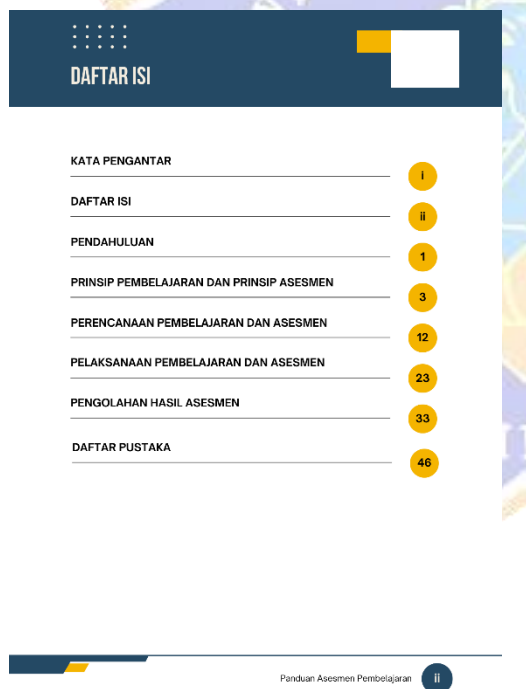 DAFTAR ISI
KATA PENGANTAR
i
DAFTAR ISI
ii
PENDAHULUAN
1
PRINSIP PEMBELAJARAN DAN PRINSIP ASESMEN
3
PERENCANAAN PEMBELAJARAN DAN ASESMEN
12
PELAKSANAAN PEMBELAJARAN DAN ASESMEN
23
PENGOLAHAN HASIL ASESMEN
33
DAFTAR PUSTAKA
46
Panduan Asesmen Pembelajaran ii